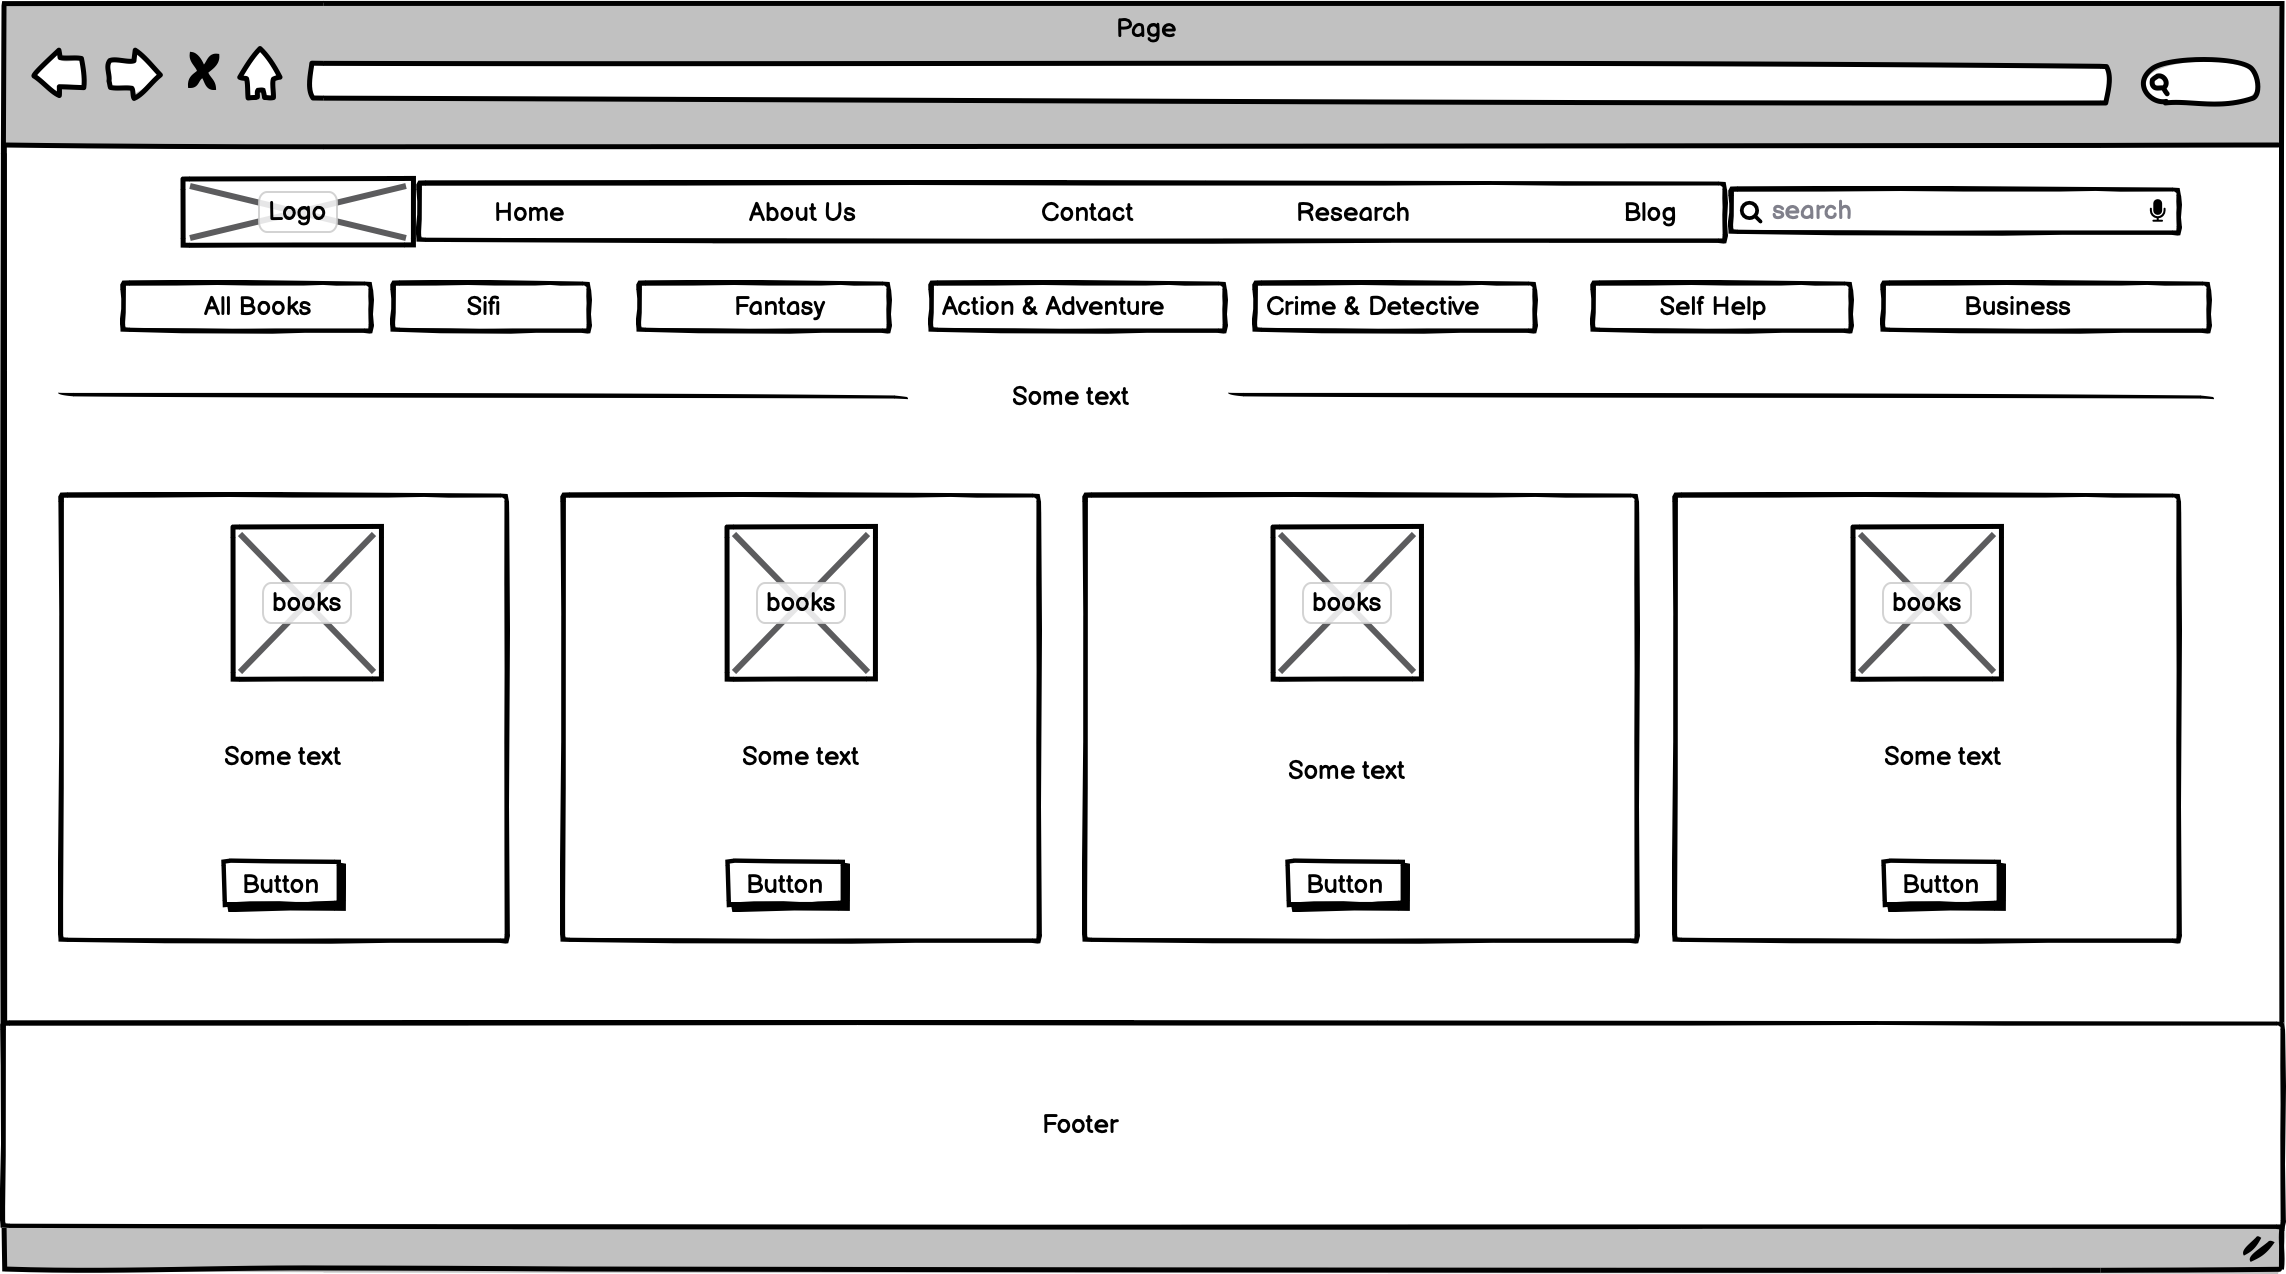 Page
Logo Home About Us Contact Research Blog search
All Books Sifi Fantasy Action & Adventure Crime & Detective Self Help Business
Some text
books books books books
Some text Some text Some text Some text
Button Button Button Button
Footer